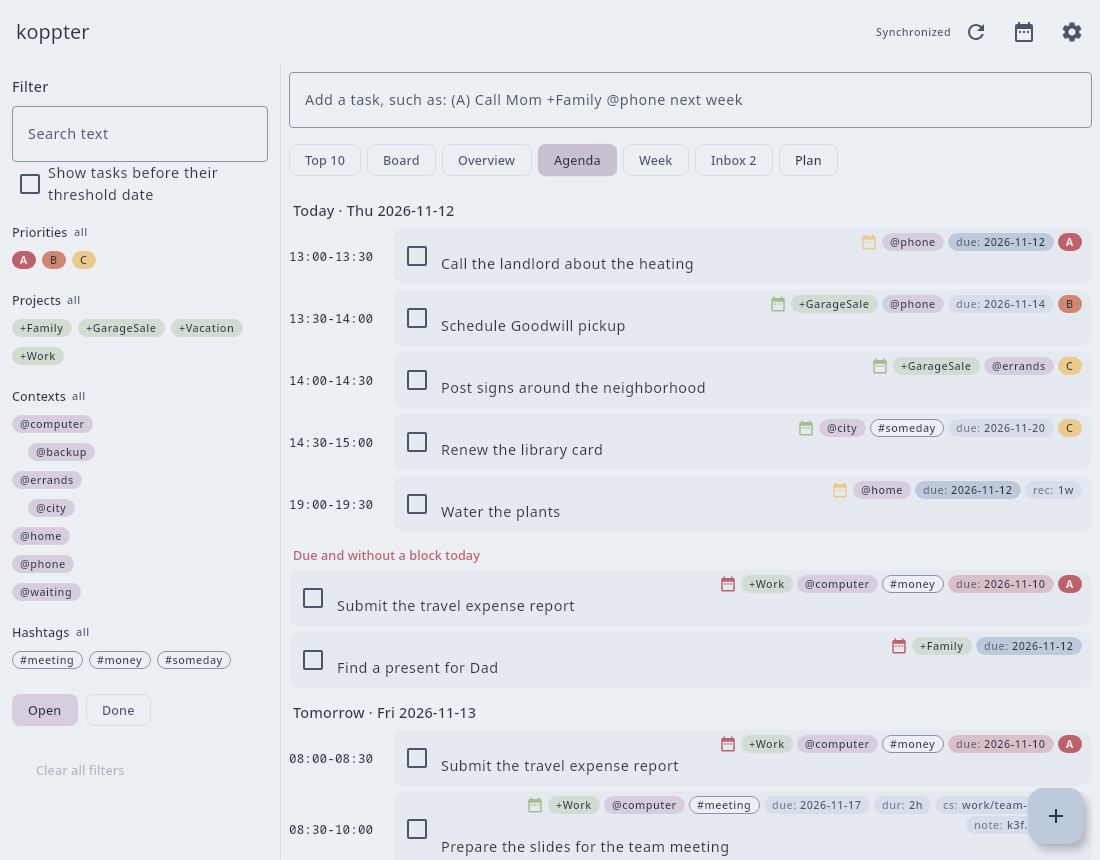 koppter
Synchronized
Filter
Search text
Show tasks before their
threshold date
Priorities all
A B C
Projects all
+Family +GarageSale +Vacation
+Work
Contexts all
@computer
@backup
@errands
@city
@home
@phone
@waiting
Hashtags all
#meeting #money #someday
Open Done
Clear all filters
Add a task, such as: (A) Call Mom +Family @phone next week
Top 10 Board Overview Agenda Week Inbox 2 Plan
Today · Thu 2026-11-12
@phone due: 2026-11-12 A
13:00-13:30 Call the landlord about the heating
+GarageSale @phone due: 2026-11-14 B
13:30-14:00 Schedule Goodwill pickup
+GarageSale @errands C
14:00-14:30 Post signs around the neighborhood
@city #someday due: 2026-11-20 C
14:30-15:00 Renew the library card
@home due: 2026-11-12 rec: 1w
19:00-19:30 Water the plants
Due and without a block today
+Work @computer #money due: 2026-11-10 A
Submit the travel expense report
+Family due: 2026-11-12
Find a present for Dad
Tomorrow · Fri 2026-11-13
+Work @computer #money due: 2026-11-10 A
08:00-08:30 Submit the travel expense report
+Work @computer #meeting due: 2026-11-17 dur: 2h cs: work/team-
note: k3f.
08:30-10:00 Prepare the slides for the team meeting
+